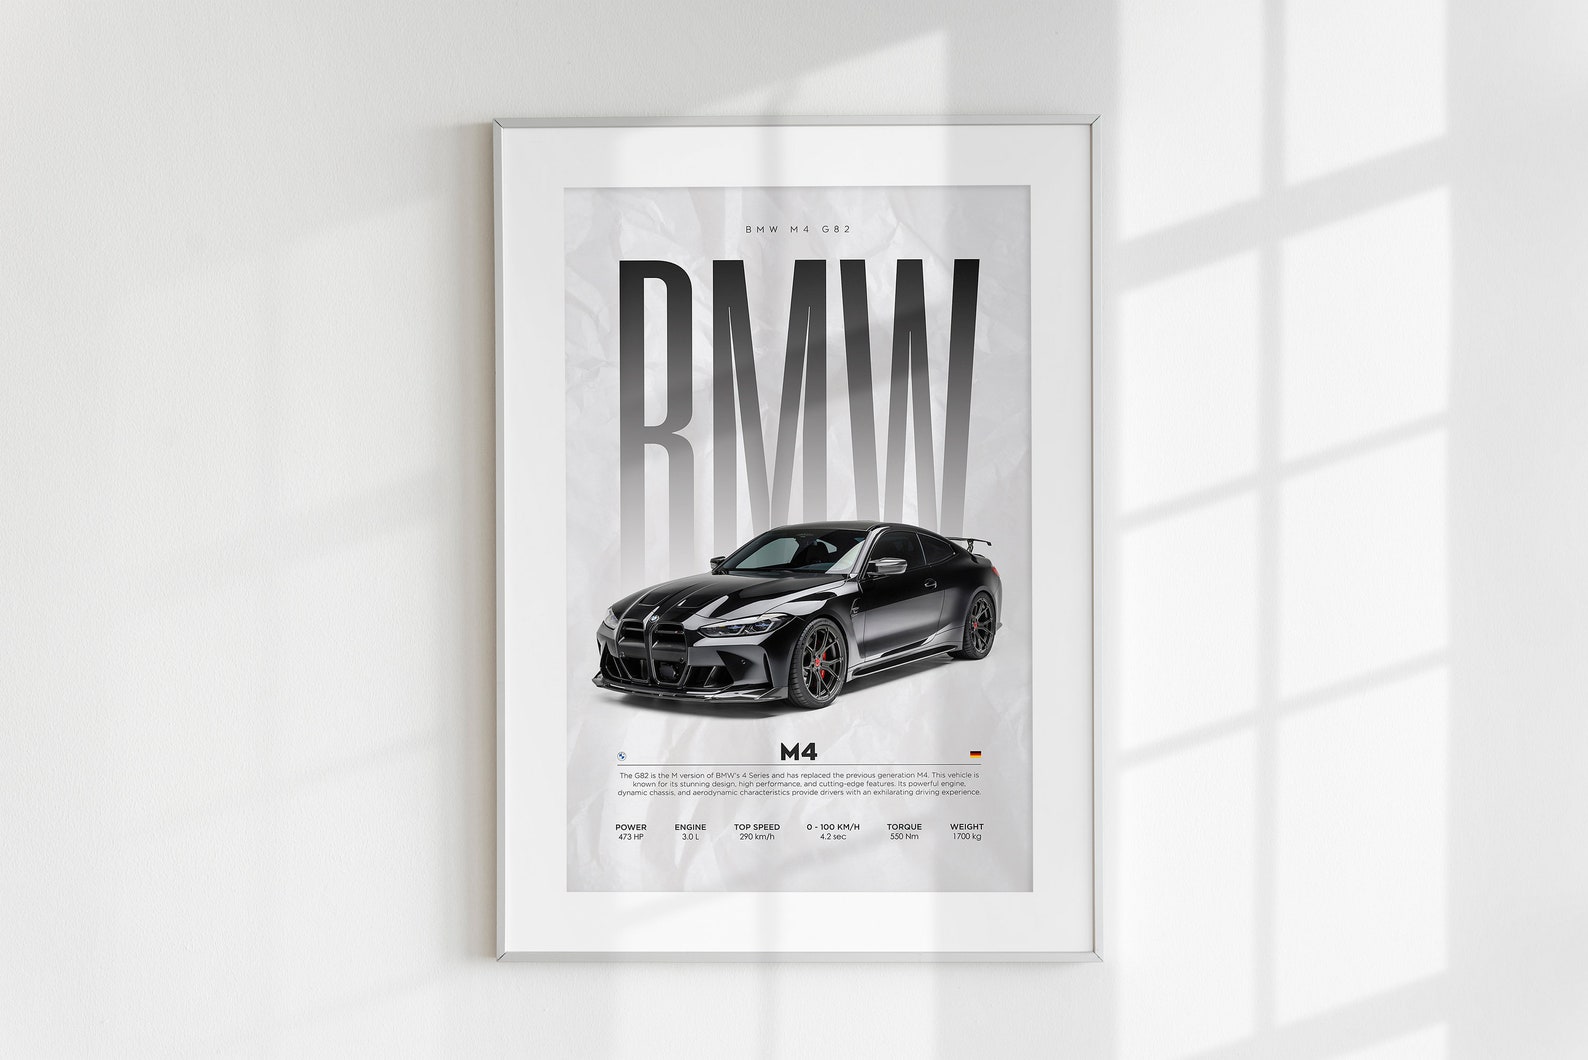 BMW M4 G82
BMW
M4
The G82 is the M version of BMW's 4 Series and has replaced the previous generation M4. This vehicle is
known for its stunning design, high performance, and cutting-edge features. Its powerful engine,
dynamic chassis, and aerodynamic characteristics provide drivers with an exhilarating driving experience.
POWER ENGINE TOP SPEED 0 - 100 KM/H TORQUE WEIGHT
473 HP 3.0 L 290 km/h 4.2 sec 550 Nm 1700 kg